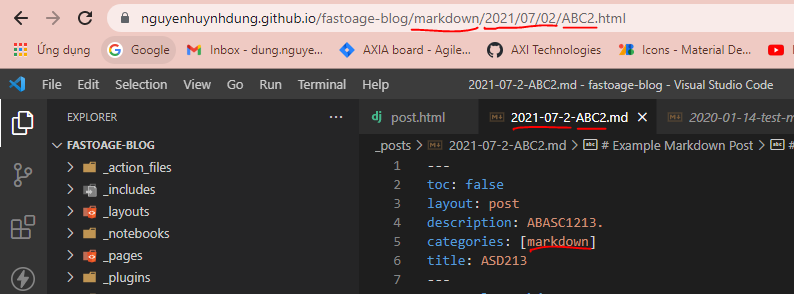 nguyenhuynhdung.github.io/fastoage-blog/markdown/2021/07/02/ABC2.html
Ứng dụng Google Inbox - dung.nguye... AXIA board - Agile... AXI Technologies Icons - Material De...
File Edit Selection View Go Run Terminal Help 2021-07-2-ABC2.md - fastoage-blog - Visual Studio Code
EXPLORER ... dj post.html 2021-07-2-ABC2.md × 2020-01-14-test-m
FASTOAGE-BLOG _posts > 2021-07-2-ABC2.md > # Example Markdown Post >
_action_files 1 ---
_includes 2 toc: false
_layouts 3 layout: post
_notebooks 4 description: ABASC1213.
_pages 5 categories: [markdown]
_plugins 6 title: ASD213
7 ---